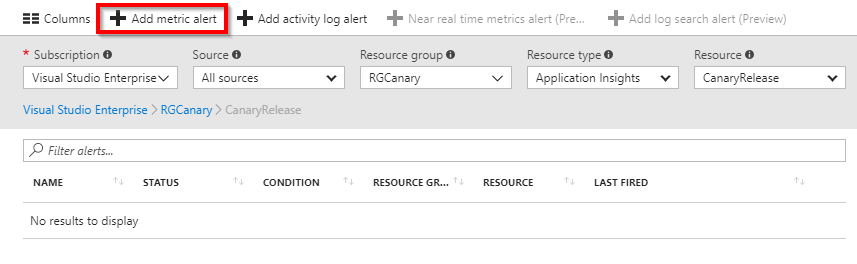 Columns Add metric alert Add activity log alert Near real time metrics alert (Pre... Add log search alert (Preview)
* Subscription Source Resource group Resource type Resource
Visual Studio Enterprise All sources RGCanary Application Insights CanaryRelease
Visual Studio Enterprise > RGCanary > CanaryRelease
Filter alerts...
NAME STATUS CONDITION RESOURCE GR... RESOURCE LAST FIRED
No results to display